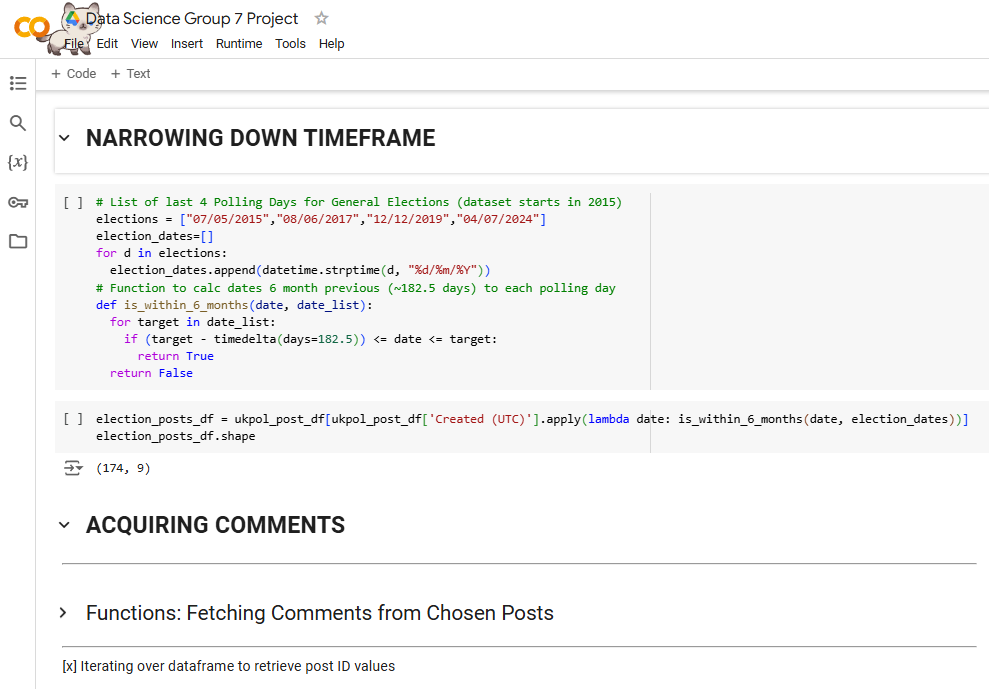 Data Science Group 7 Project
File Edit View Insert Runtime Tools Help
+ Code + Text
NARROWING DOWN TIMEFRAME
[ ] # List of last 4 Polling Days for General Elections (dataset starts in 2015)
elections = ["07/05/2015","08/06/2017","12/12/2019","04/07/2024"]
election_dates=[]
for d in elections:
  election_dates.append(datetime.strptime(d, "%d/%m/%Y"))
# Function to calc dates 6 month previous (~182.5 days) to each polling day
def is_within_6_months(date, date_list):
  for target in date_list:
    if (target - timedelta(days=182.5)) <= date <= target:
      return True
  return False
[ ] election_posts_df = ukpol_post_df[ukpol_post_df['Created (UTC)'].apply(lambda date: is_within_6_months(date, election_dates))]
election_posts_df.shape
(174, 9)
ACQUIRING COMMENTS
Functions: Fetching Comments from Chosen Posts
[x] Iterating over dataframe to retrieve post ID values